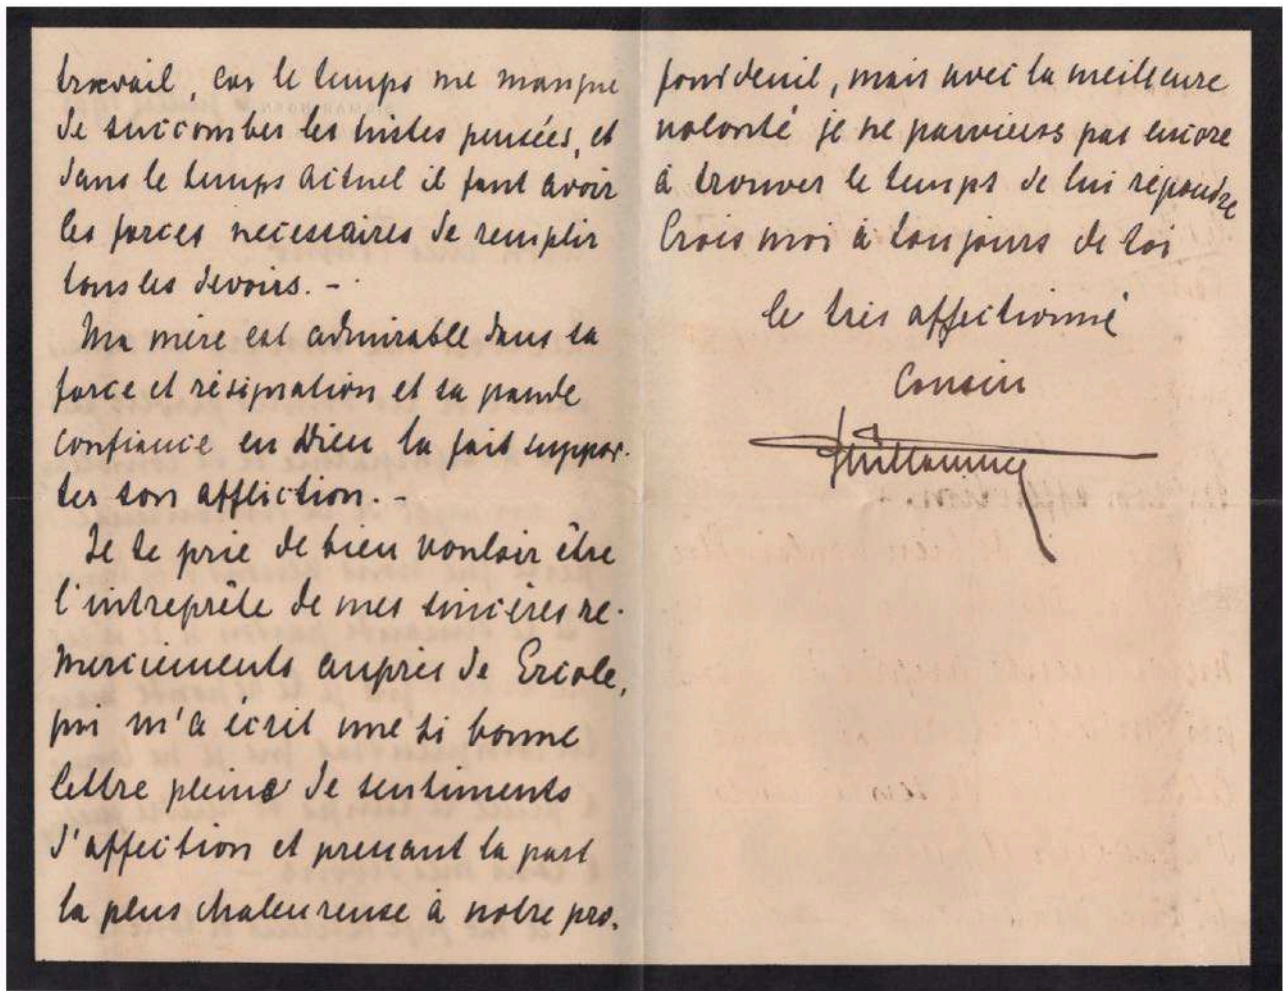 travail, car le temps me manque
de succomber les tristes pensées, et
dans le temps actuel il faut avoir
les forces nécessaires de remplir
tous les devoirs. -
Ma mère est admirable dans sa
force et résignation et sa grande
confiance en Dieu la fait suppor-
ter son affliction. -
Je te prie de bien vouloir être
l'intreprête de mes sincères re-
merciements auprès de Ercole,
qui m'a écrit une si bonne
lettre pleine de sentiments
d'affection et prenant la part
la plus chaleureuse à notre pro-
fond deuil, mais avec la meilleure
volonté je ne parviens pas encore
à trouver le temps de lui répondre
Crois moi à toujours de toi
le très affectionné
Cousin
Guillaume